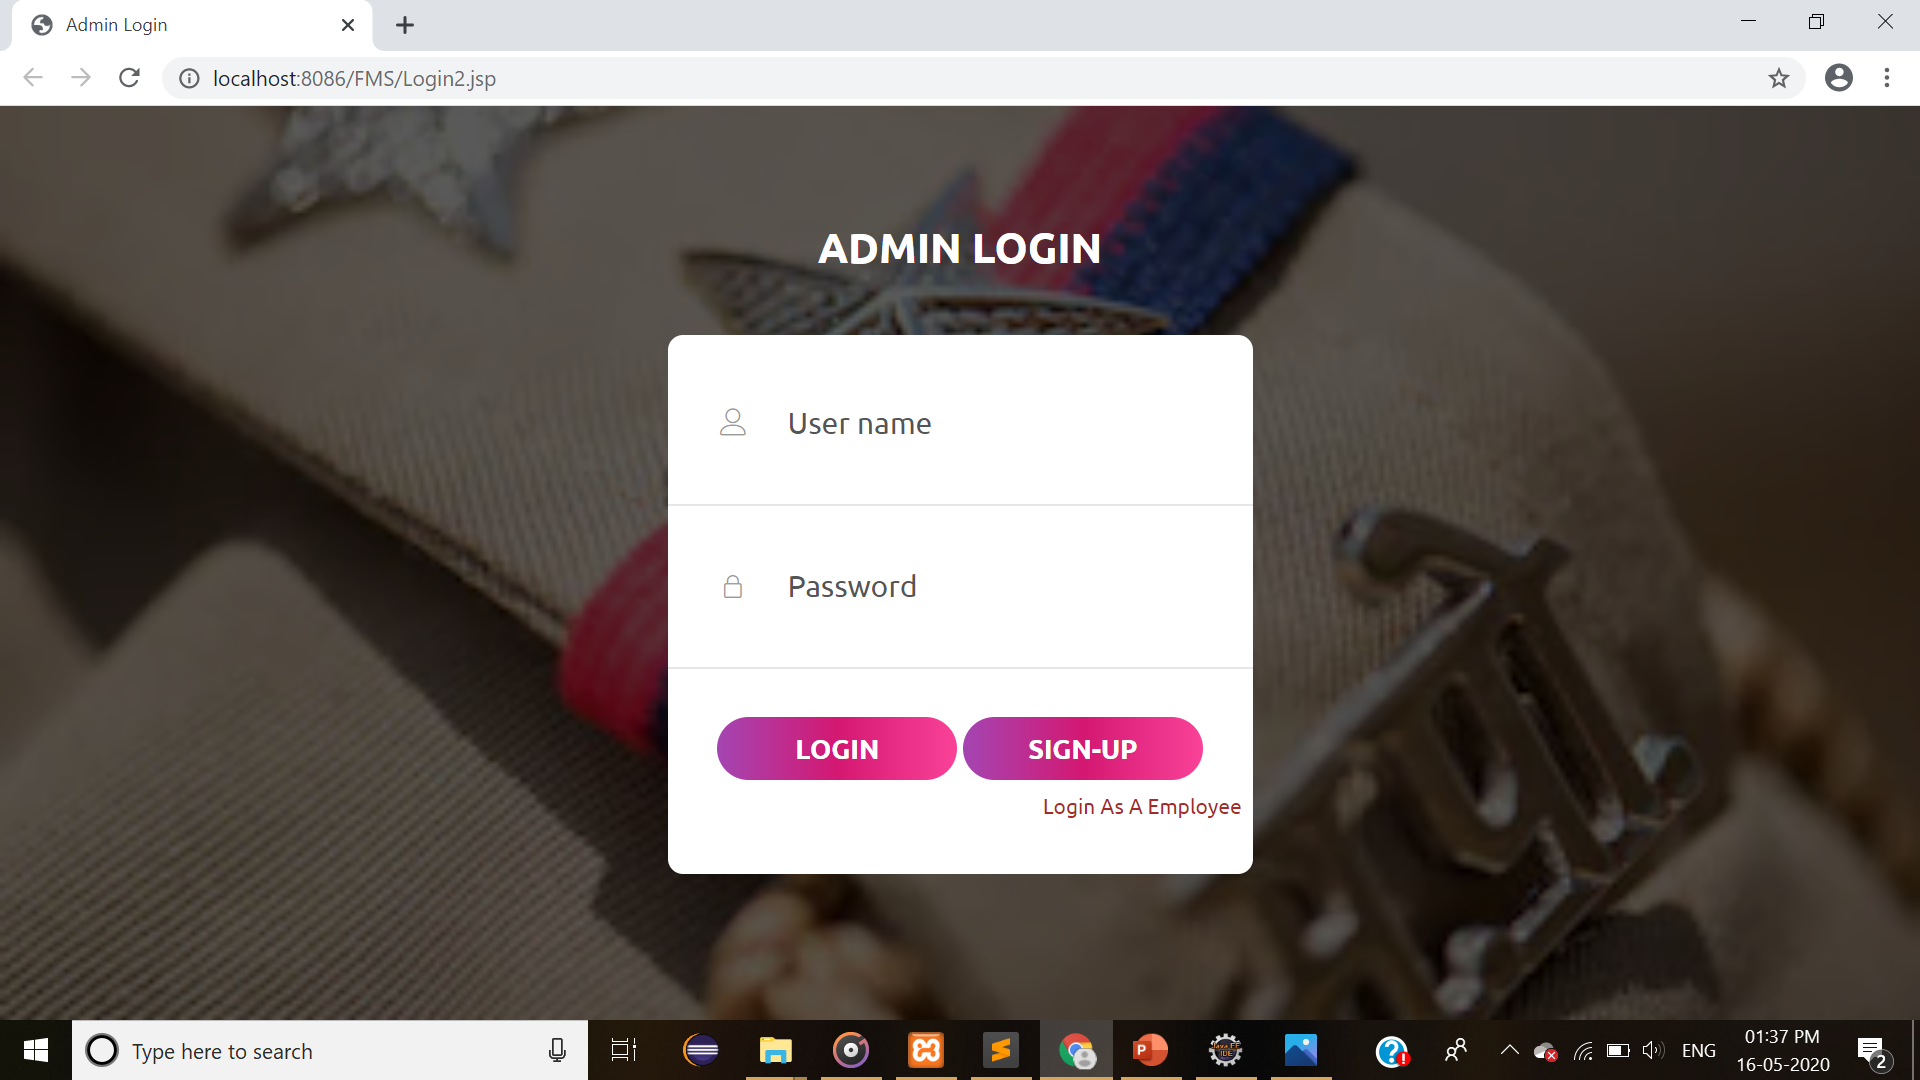 Admin Login
localhost:8086/FMS/Login2.jsp
ADMIN LOGIN
User name
Password
LOGIN SIGN-UP
Login As A Employee
Type here to search
ENG
01:37 PM
16-05-2020
2